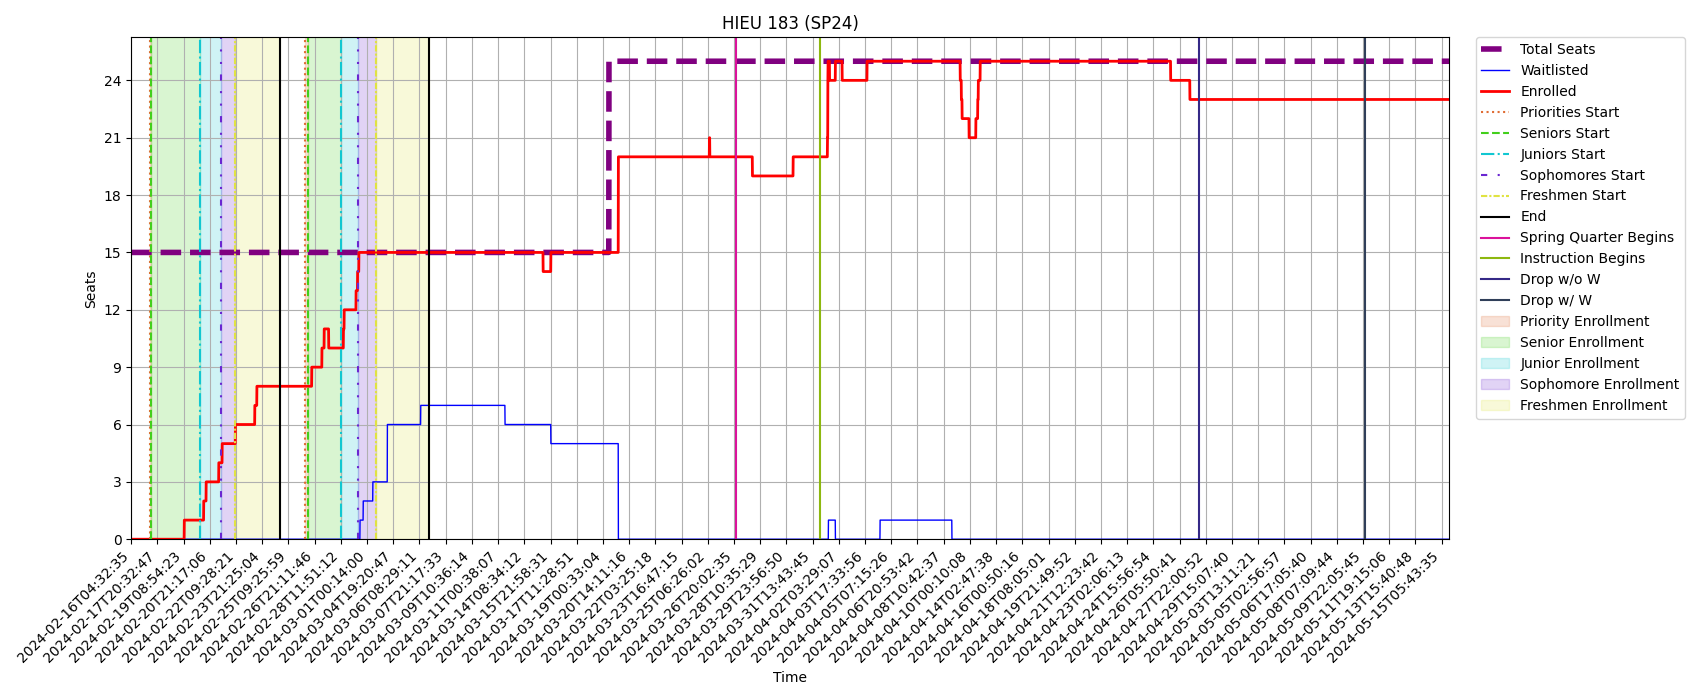 HIEU 183 (SP24)
Seats
24
21
18
15
12
9
6
3
0
2024-02-16T04:32:35
2024-02-17T20:32:47
2024-02-19T08:54:23
2024-02-20T21:17:06
2024-02-22T09:28:21
2024-02-23T21:25:04
2024-02-25T09:25:59
2024-02-26T21:11:46
2024-02-28T11:51:12
2024-03-01T00:14:00
2024-03-04T19:20:47
2024-03-06T08:29:11
2024-03-07T21:17:33
2024-03-09T10:36:14
2024-03-11T00:38:07
2024-03-14T08:34:12
2024-03-15T21:58:31
2024-03-17T11:28:51
2024-03-19T00:33:04
2024-03-20T14:11:16
2024-03-22T03:25:18
2024-03-23T16:47:15
2024-03-25T06:26:02
2024-03-26T20:02:35
2024-03-28T10:35:29
2024-03-29T23:56:50
2024-03-31T13:43:45
2024-04-02T03:29:07
2024-04-03T17:33:56
2024-04-05T07:15:26
2024-04-06T20:53:42
2024-04-08T10:42:37
2024-04-10T00:10:08
2024-04-14T02:47:38
2024-04-16T16:50:16
2024-04-18T08:05:01
2024-04-19T21:49:52
2024-04-21T12:23:42
2024-04-23T02:06:13
2024-04-24T15:56:54
2024-04-26T05:50:41
2024-04-27T22:00:52
2024-04-29T15:07:40
2024-05-03T13:11:21
2024-05-05T02:56:57
2024-05-06T17:05:40
2024-05-08T07:09:44
2024-05-09T22:05:45
2024-05-11T19:15:06
2024-05-13T15:40:48
2024-05-15T05:43:35
Time
Total Seats
Waitlisted
Enrolled
Priorities Start
Seniors Start
Juniors Start
Sophomores Start
Freshmen Start
End
Spring Quarter Begins
Instruction Begins
Drop w/o W
Drop w/ W
Priority Enrollment
Senior Enrollment
Junior Enrollment
Sophomore Enrollment
Freshmen Enrollment